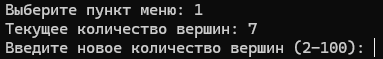 Выберите пункт меню: 1
Текущее количество вершин: 7
Введите новое количество вершин (2-100):